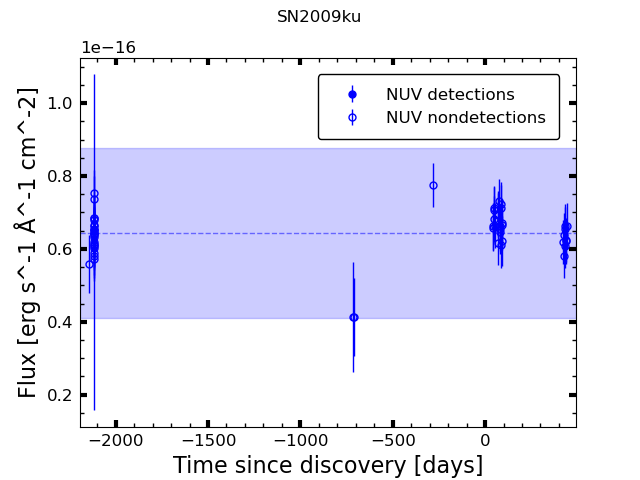 SN2009ku
1e−16
NUV detections
NUV nondetections
1.0
0.8
0.6
0.4
0.2
Flux [erg s^-1 Å^-1 cm^-2]
−2000 −1500 −1000 −500 0
Time since discovery [days]